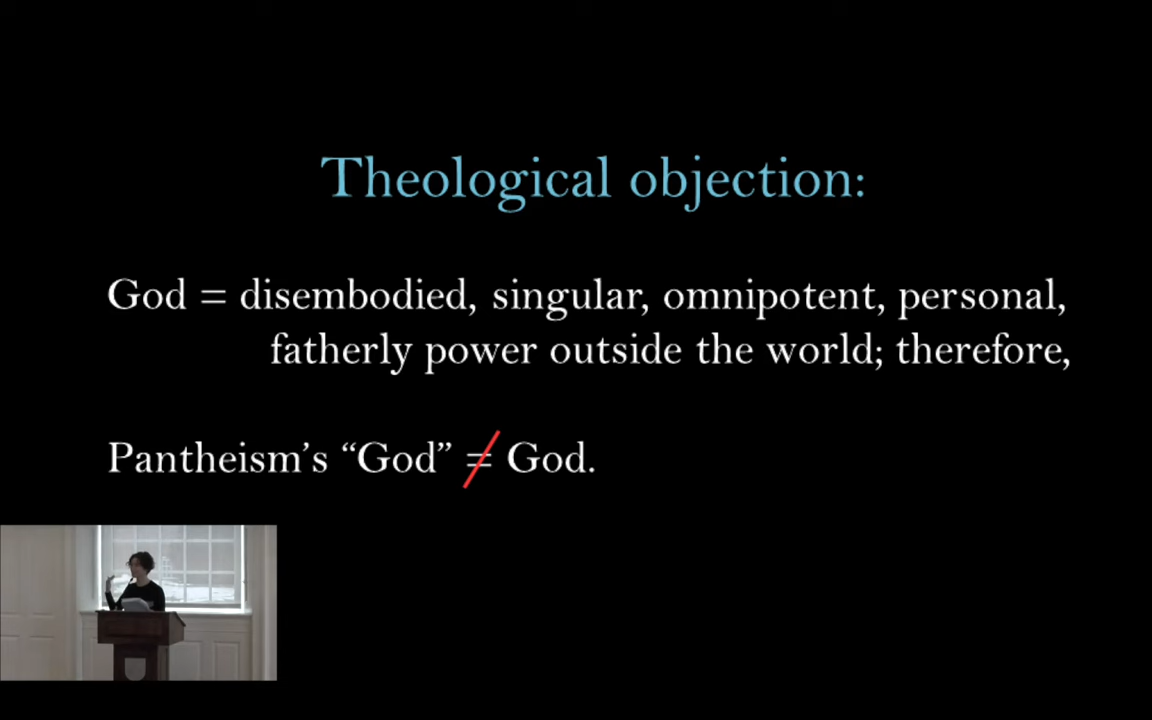 Theological objection:
God = disembodied, singular, omnipotent, personal,
fatherly power outside the world; therefore,
Pantheism’s “God” ≠ God.